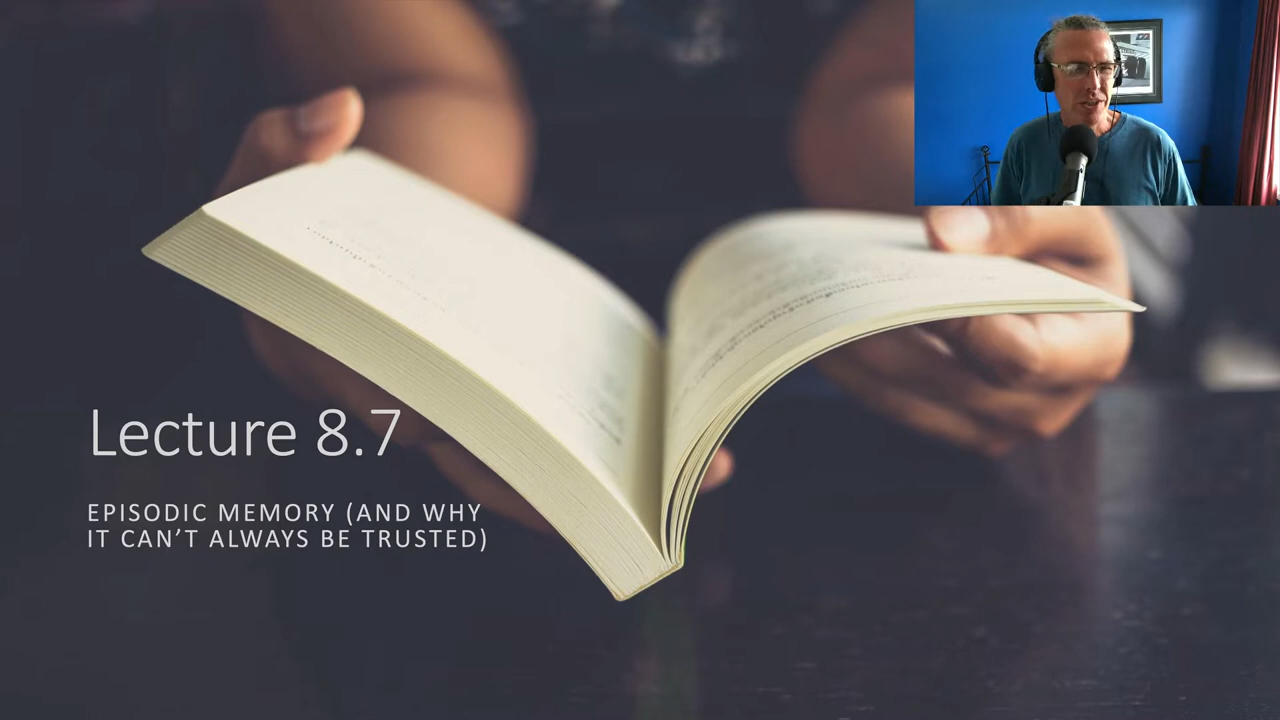 Lecture 8.7
EPISODIC MEMORY (AND WHY
IT CAN’T ALWAYS BE TRUSTED)